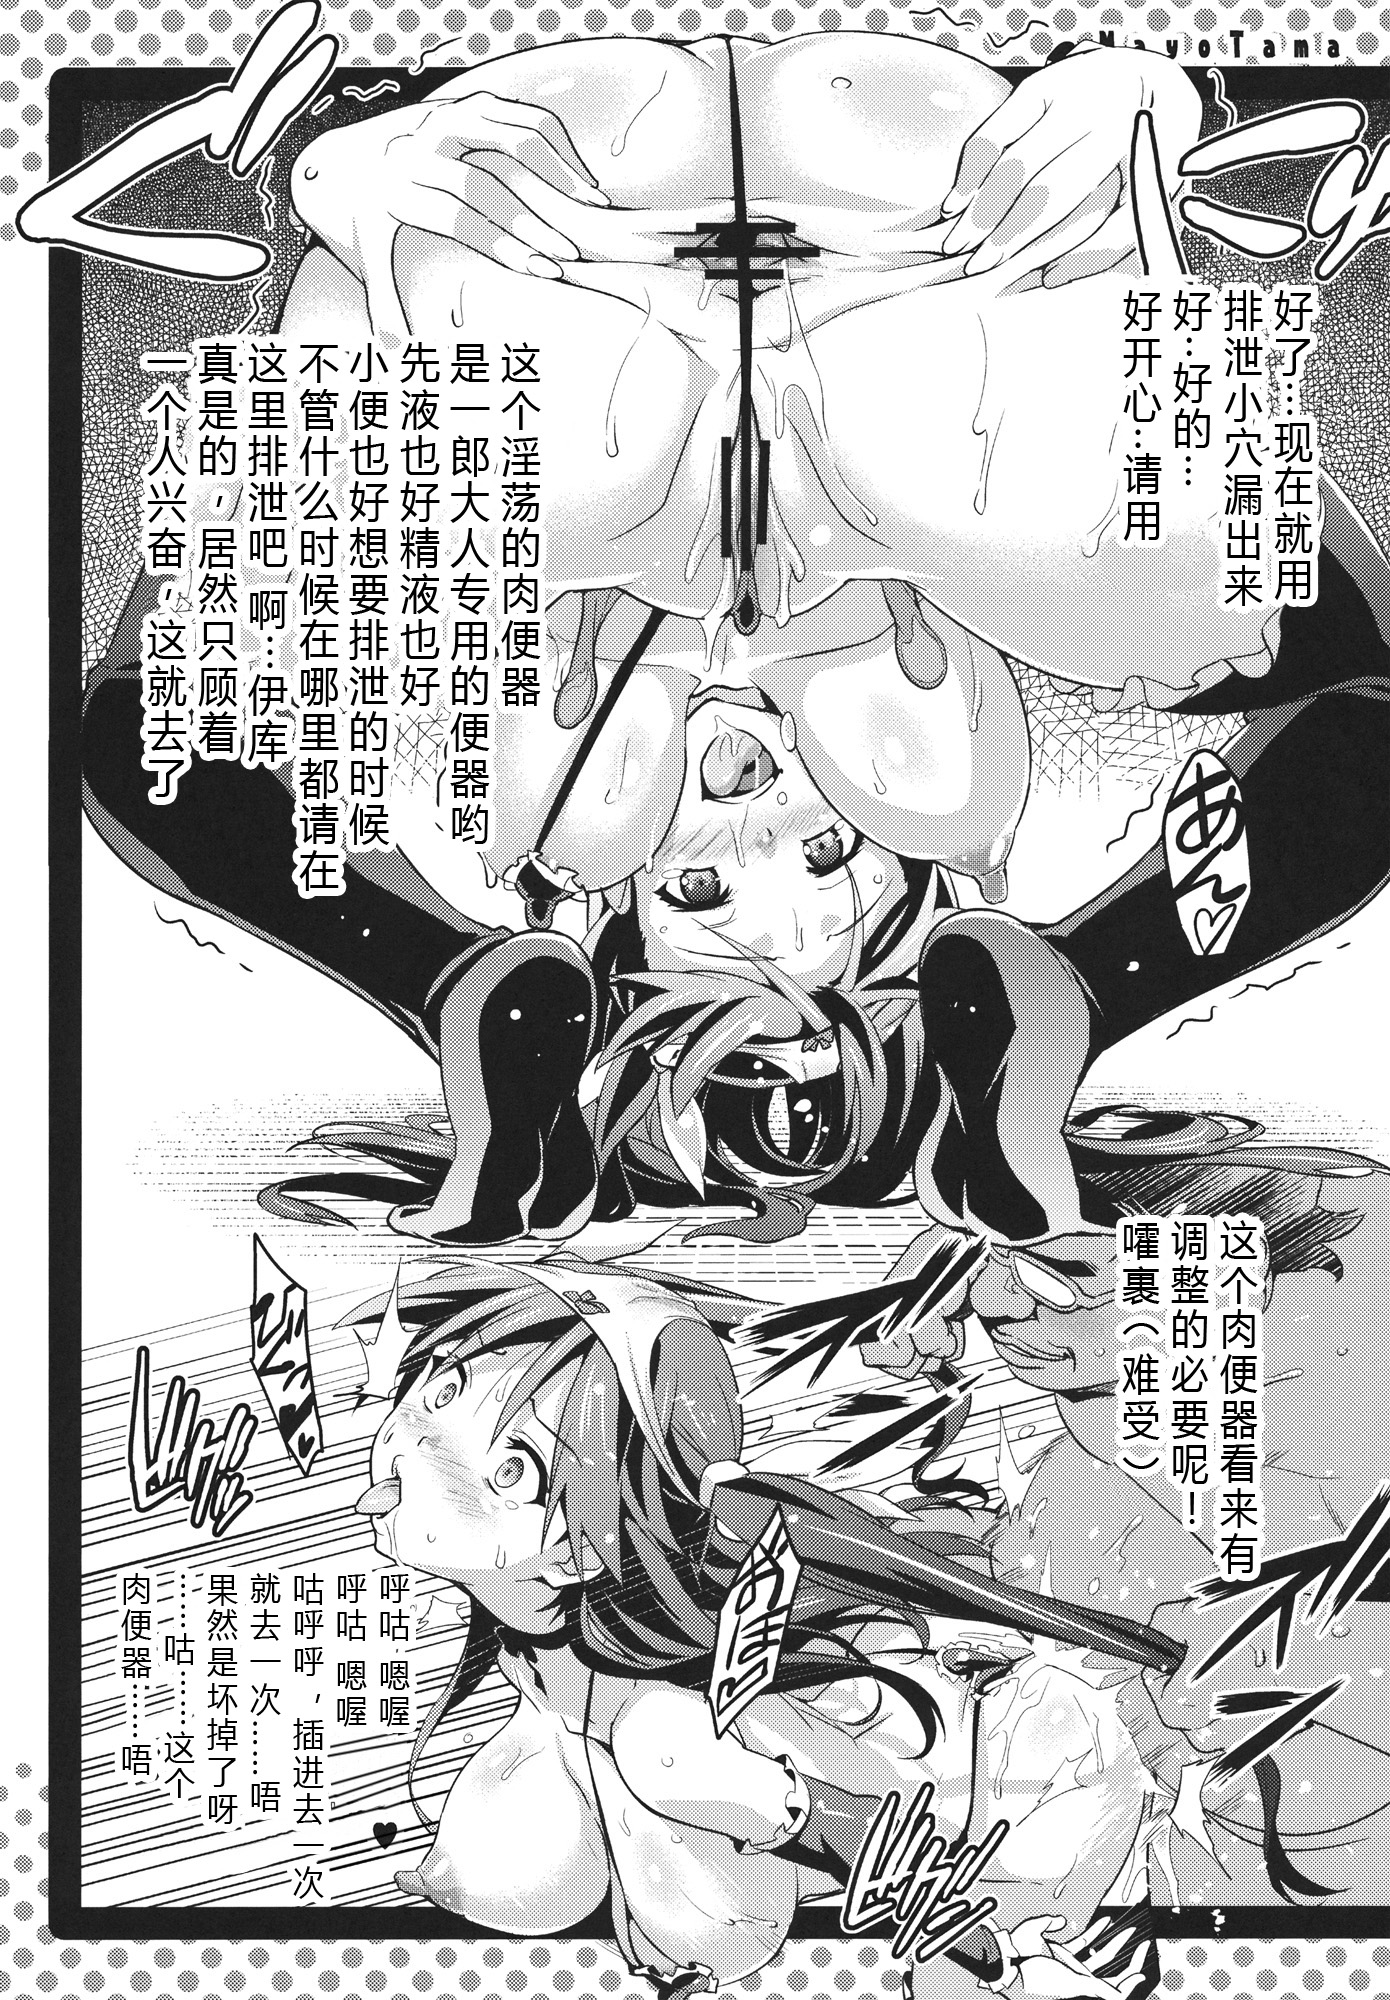 MayoTama
好了…现在就用
排泄小穴漏出来
好…好的…
好开心…请用
这个淫荡的肉便器
是一郎大人专用的便器哟
先液也好精液也好
小便也好想要排泄的时候
不管什么时候在哪里都请在
这里排泄吧 啊…伊库
真是的，居然只顾着
一个人兴奋，这就去了
あんっ♡
这个肉便器看来有
调整的必要呢！
嚯裹（难受）
呼咕 嗯喔
呼咕 嗯喔
咕呼呼，插进去一次
就去一次……唔
果然是坏掉了呀
……咕……这个
肉便器……唔